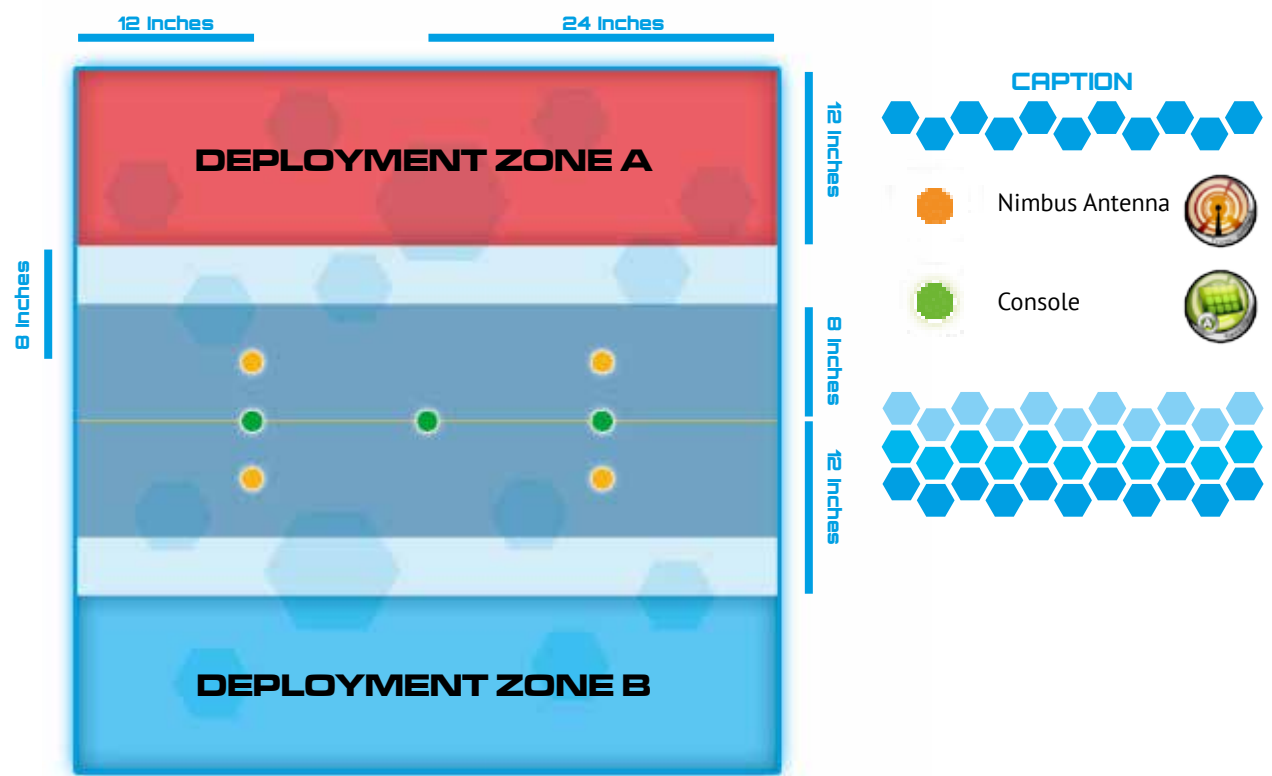 12 Inches
24 Inches
CAPTION
DEPLOYMENT ZONE A
12 Inches
Nimbus Antenna
8 Inches
Console
A
8 Inches
12 Inches
DEPLOYMENT ZONE B